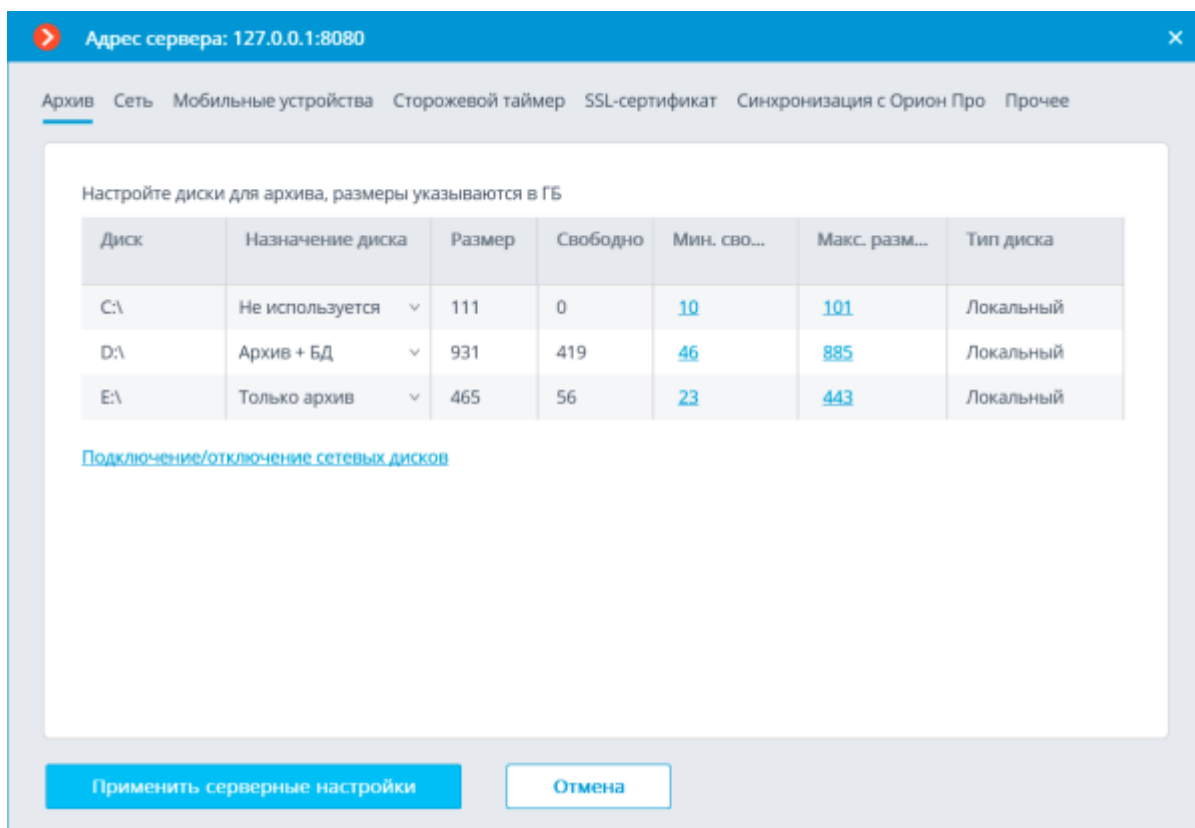 Адрес сервера: 127.0.0.1:8080
Архив Сеть Мобильные устройства Сторожевой таймер SSL-сертификат Синхронизация с Орион Про Прочее
Настройте диски для архива, размеры указываются в ГБ
Диск Назначение диска Размер Свободно Мин. сво... Макс. разм... Тип диска
C:\ Не используется 111 0 10 101 Локальный
D:\ Архив + БД 931 419 46 885 Локальный
E:\ Только архив 465 56 23 443 Локальный
Подключение/отключение сетевых дисков
Применить серверные настройки Отмена